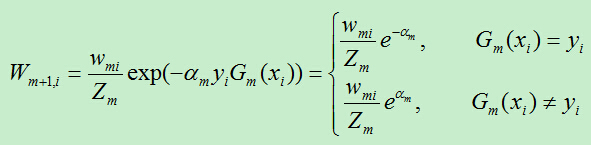 W_{m+1,i} = \frac{w_{mi}}{Z_m} \exp(-\alpha_m y_i G_m(x_i)) = \begin{cases} \frac{w_{mi}}{Z_m} e^{-\alpha_m}, & G_m(x_i) = y_i \\ \frac{w_{mi}}{Z_m} e^{\alpha_m}, & G_m(x_i) \neq y_i \end{cases}